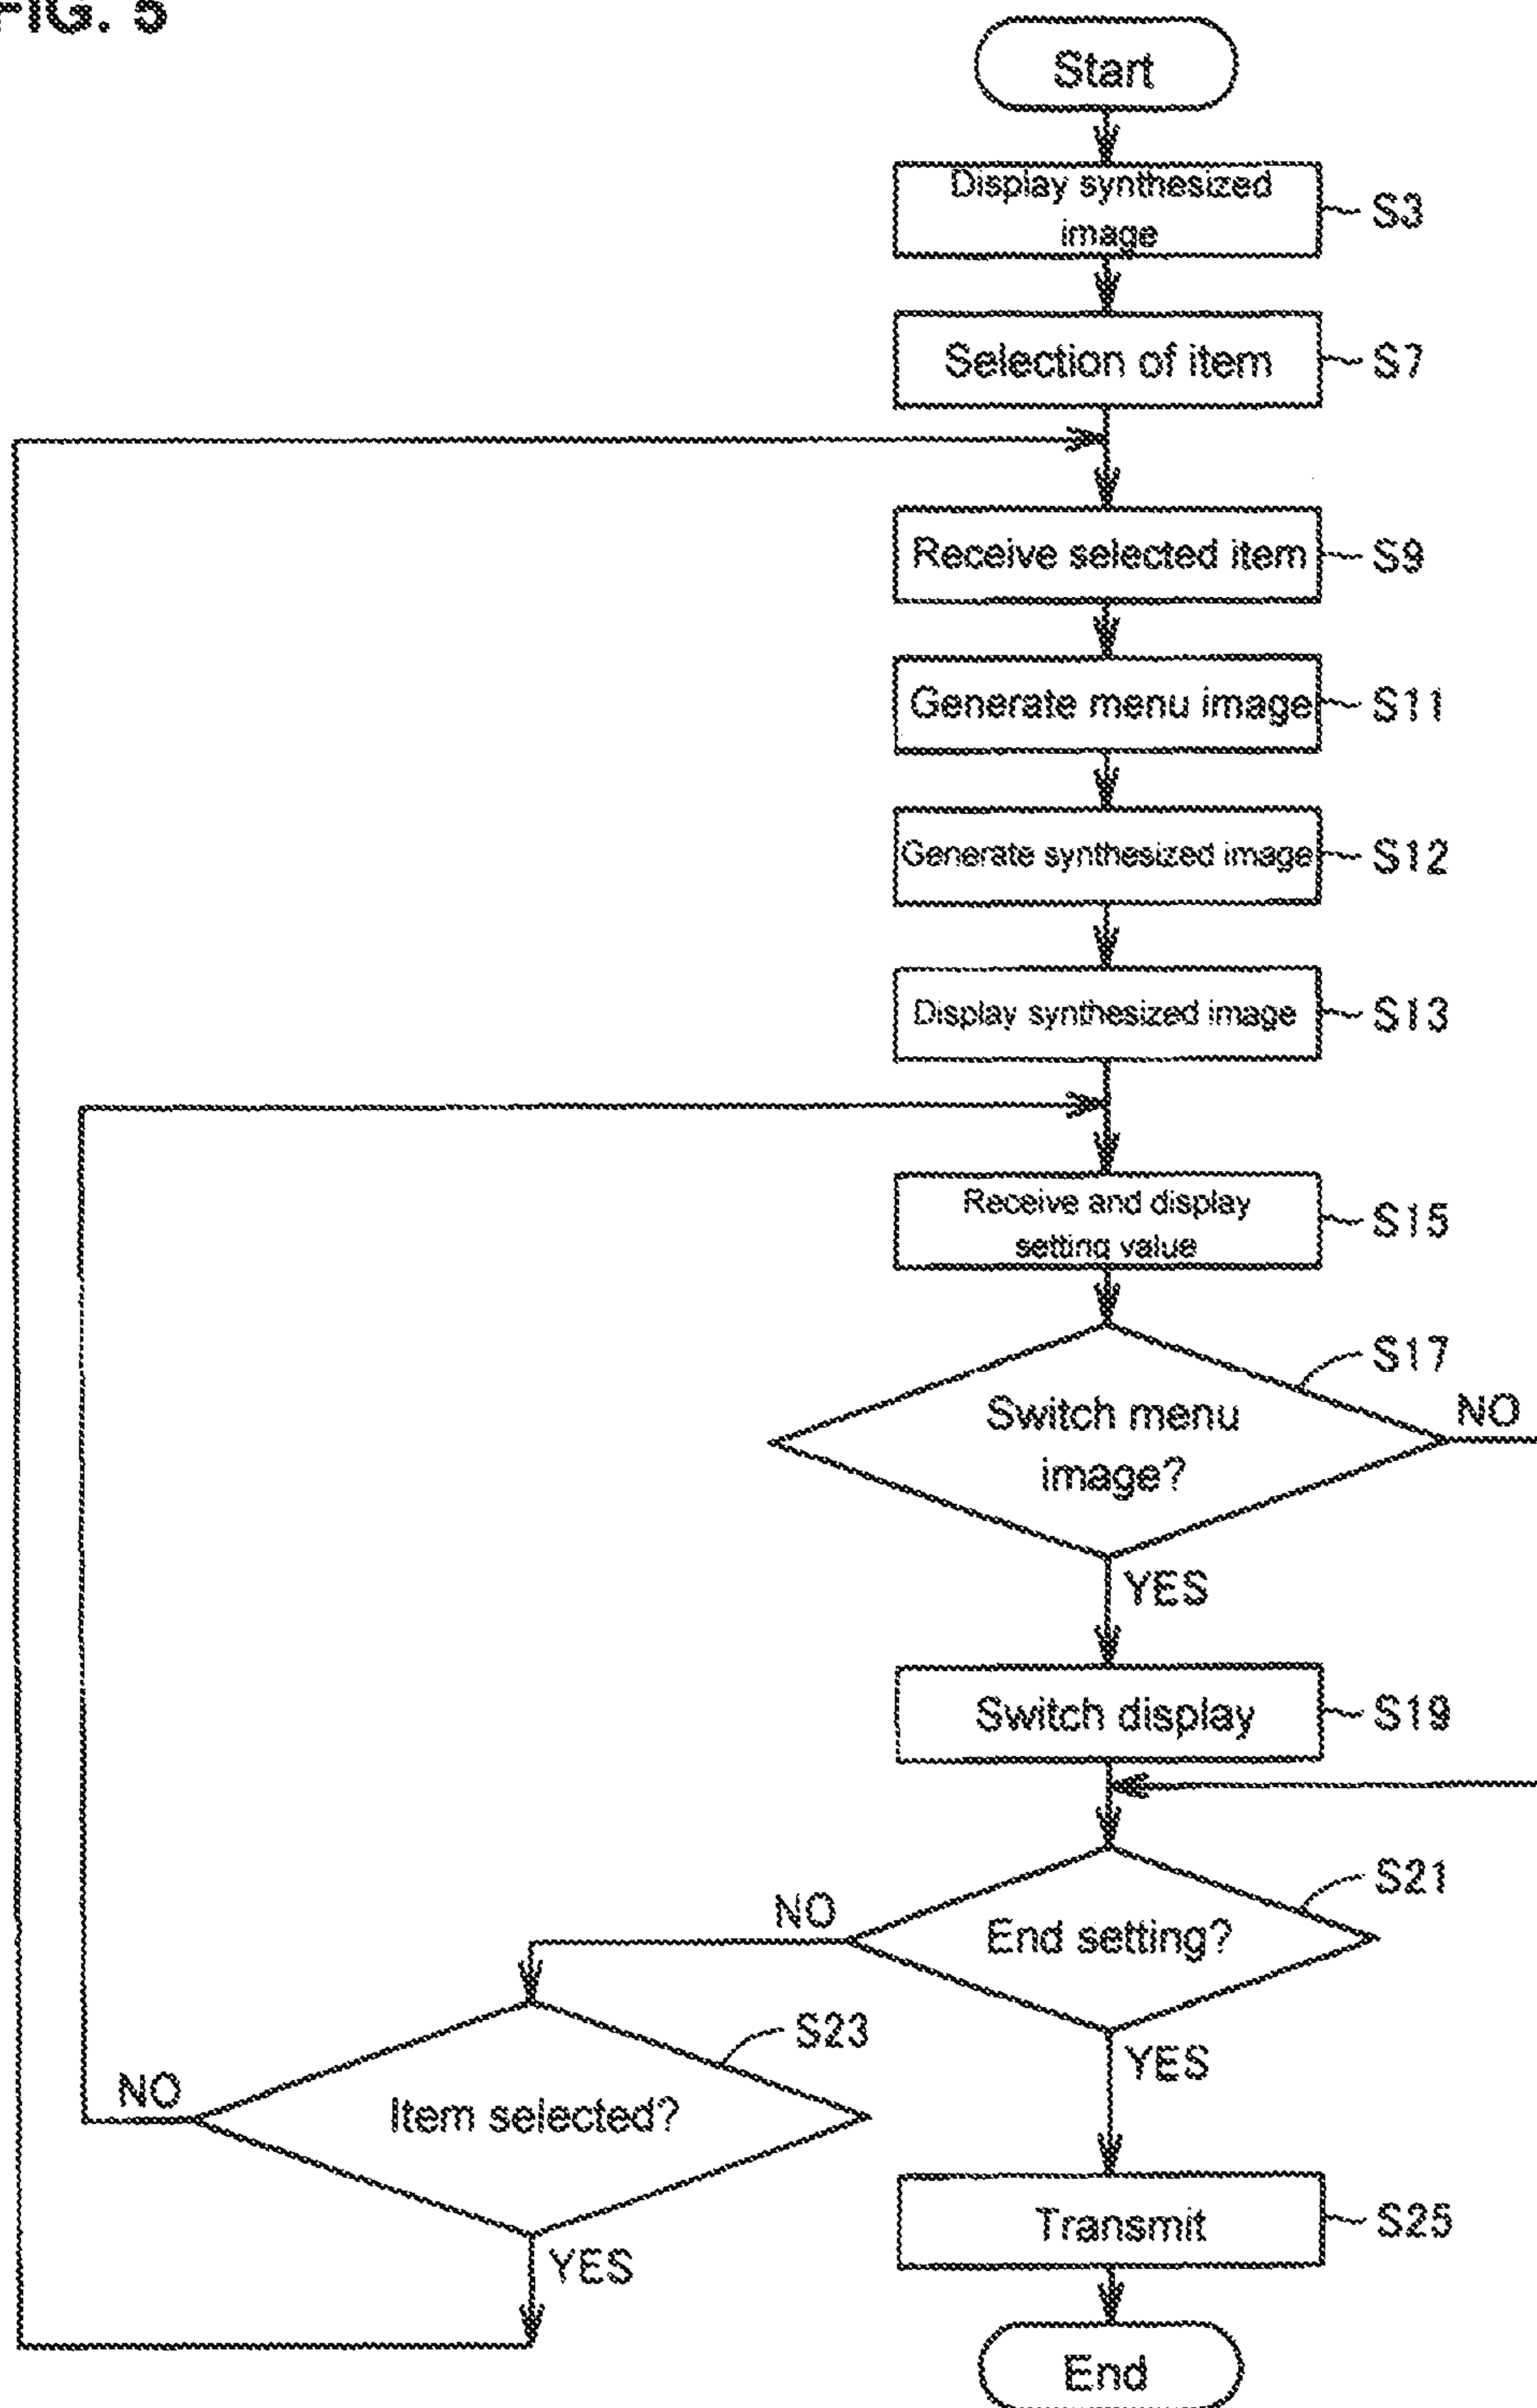 FIG. 5
Start
Display synthesized
image
S3
Selection of item
S7
Receive selected item
S9
Generate menu image
S11
Generate synthesized image
S12
Display synthesized image
S13
Receive and display
setting value
S15
S17
Switch menu
image?
NO
YES
Switch display
S19
S21
End setting?
NO
YES
S23
Item selected?
NO
YES
Transmit
S25
End